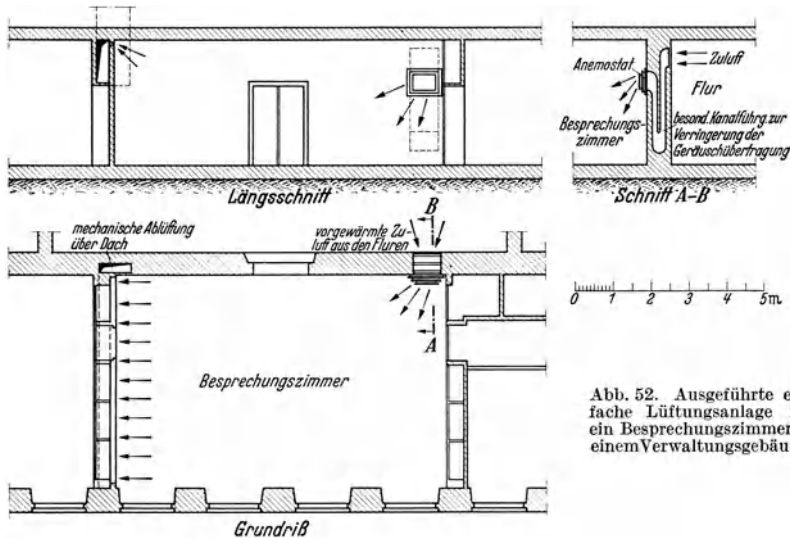 Anemostat
Zuluft
Flur
Besprechungs-
zimmer
besond. Kanalführg. zur
Verringerung der
Geräuschübertragung
Längsschnitt
Schnitt A-B
mechanische Ablüftung
über Dach
vorgewärmte Zu-
luft aus den Fluren
B
A
Besprechungszimmer
Grundriß
0 1 2 3 4 5m
Abb. 52. Ausgeführte e
fache Lüftungsanlage
ein Besprechungszimmer
einem Verwaltungsgebäu